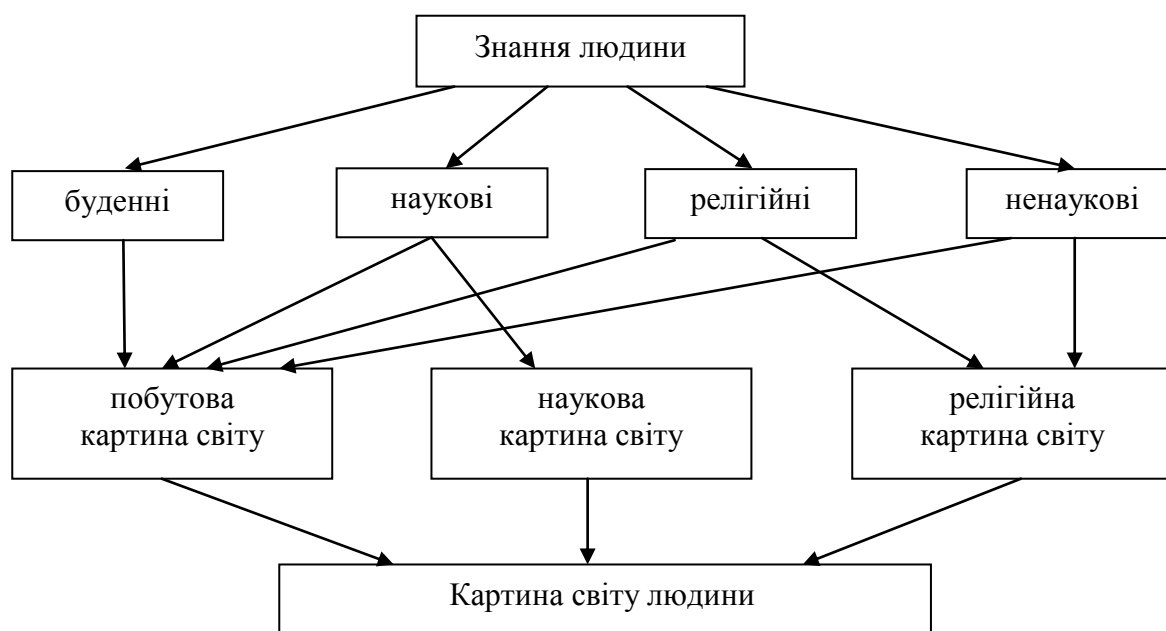 Знання людини
буденні
наукові
релігійні
ненаукові
побутова
картина світу
наукова
картина світу
релігійна
картина світу
Картина світу людини